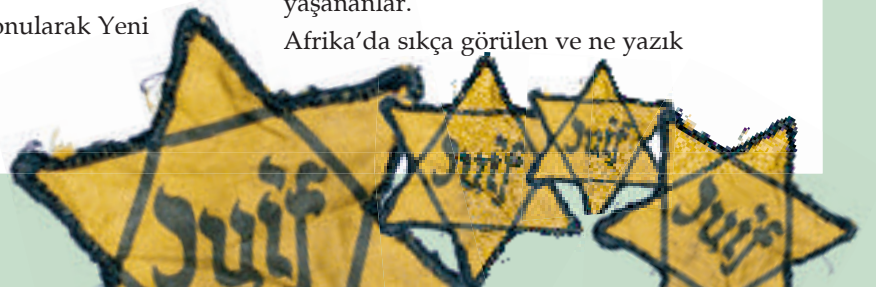 onularak Yeni
yaşananlar.
Afrika’da sıkça görülen ve ne yazık
Juif
Juif
Juif
Juif